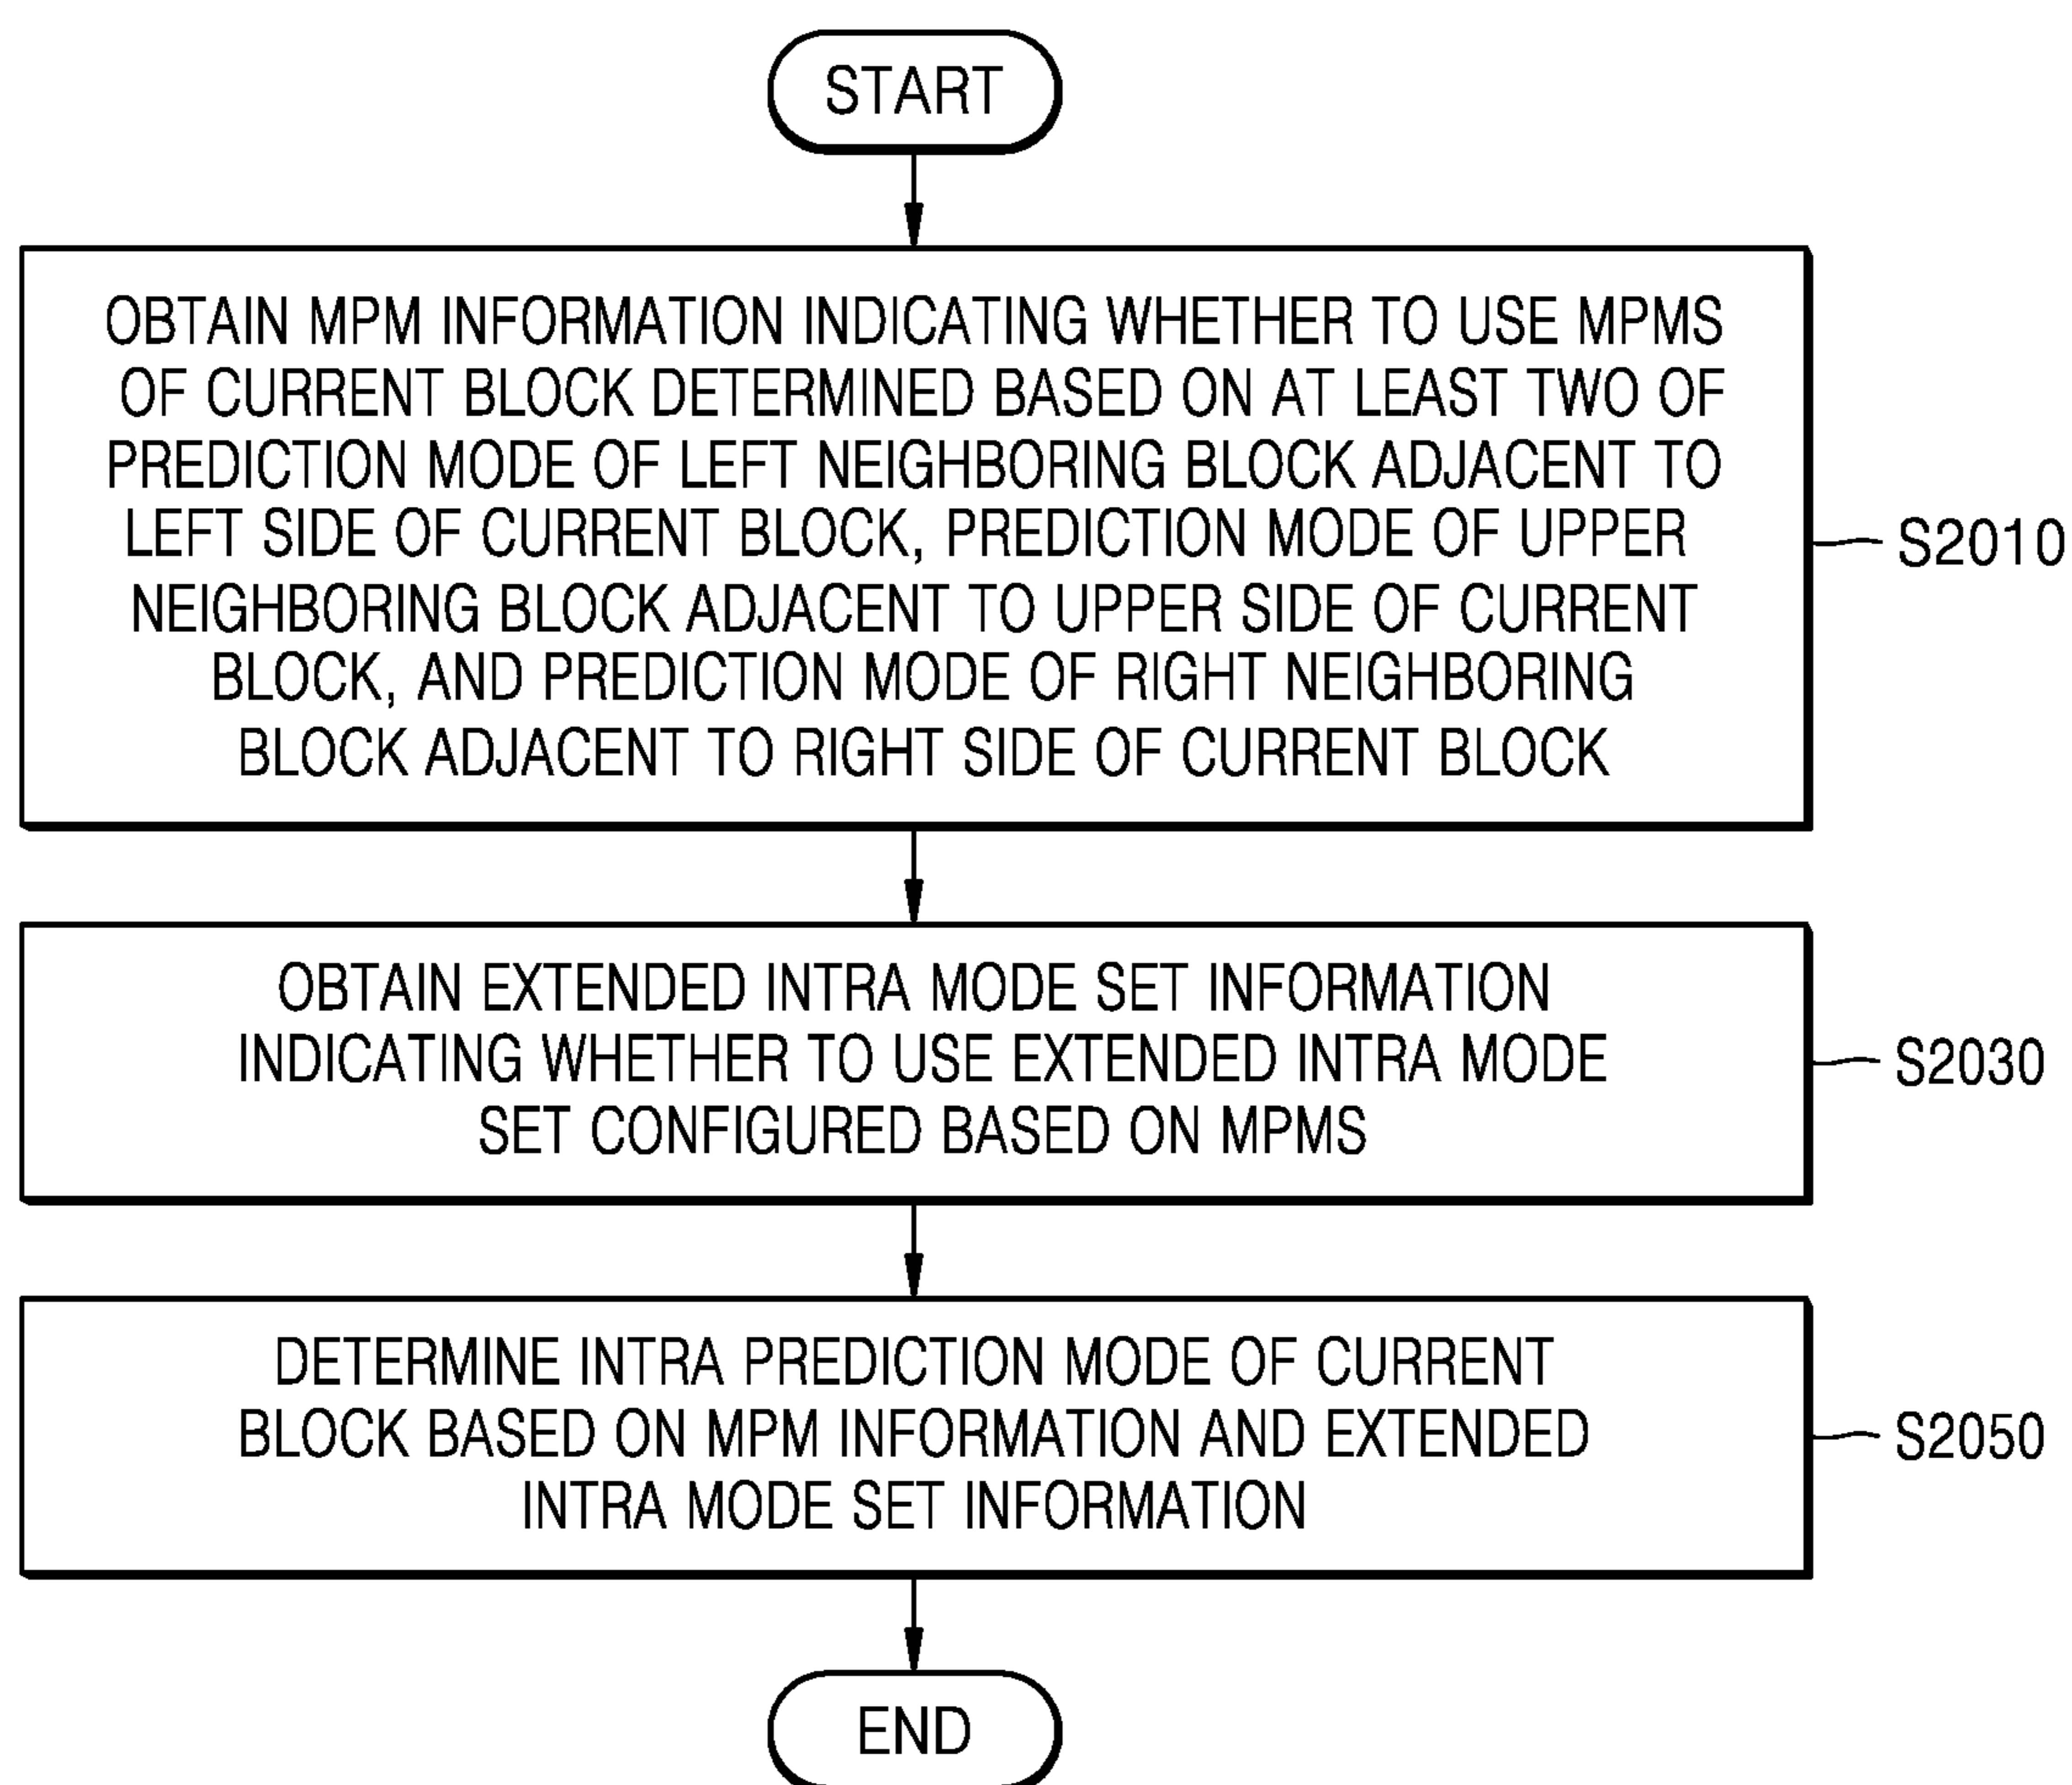 START
OBTAIN MPM INFORMATION INDICATING WHETHER TO USE MPMS
OF CURRENT BLOCK DETERMINED BASED ON AT LEAST TWO OF
PREDICTION MODE OF LEFT NEIGHBORING BLOCK ADJACENT TO
LEFT SIDE OF CURRENT BLOCK, PREDICTION MODE OF UPPER
NEIGHBORING BLOCK ADJACENT TO UPPER SIDE OF CURRENT
BLOCK, AND PREDICTION MODE OF RIGHT NEIGHBORING
BLOCK ADJACENT TO RIGHT SIDE OF CURRENT BLOCK
S2010
OBTAIN EXTENDED INTRA MODE SET INFORMATION
INDICATING WHETHER TO USE EXTENDED INTRA MODE
SET CONFIGURED BASED ON MPMS
S2030
DETERMINE INTRA PREDICTION MODE OF CURRENT
BLOCK BASED ON MPM INFORMATION AND EXTENDED
INTRA MODE SET INFORMATION
S2050
END